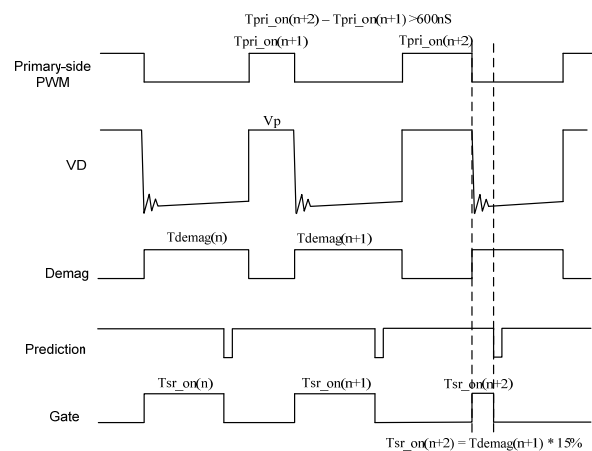 Tpri_on(n+2) – Tpri_on(n+1) >600nS
Tpri_on(n+1)
Tpri_on(n+2)
Primary-side
PWM
Vp
VD
Tdemag(n)
Tdemag(n+1)
Demag
Prediction
Tsr_on(n)
Tsr_on(n+1)
Tsr_on(n+2)
Gate
Tsr_on(n+2) = Tdemag(n+1) * 15%